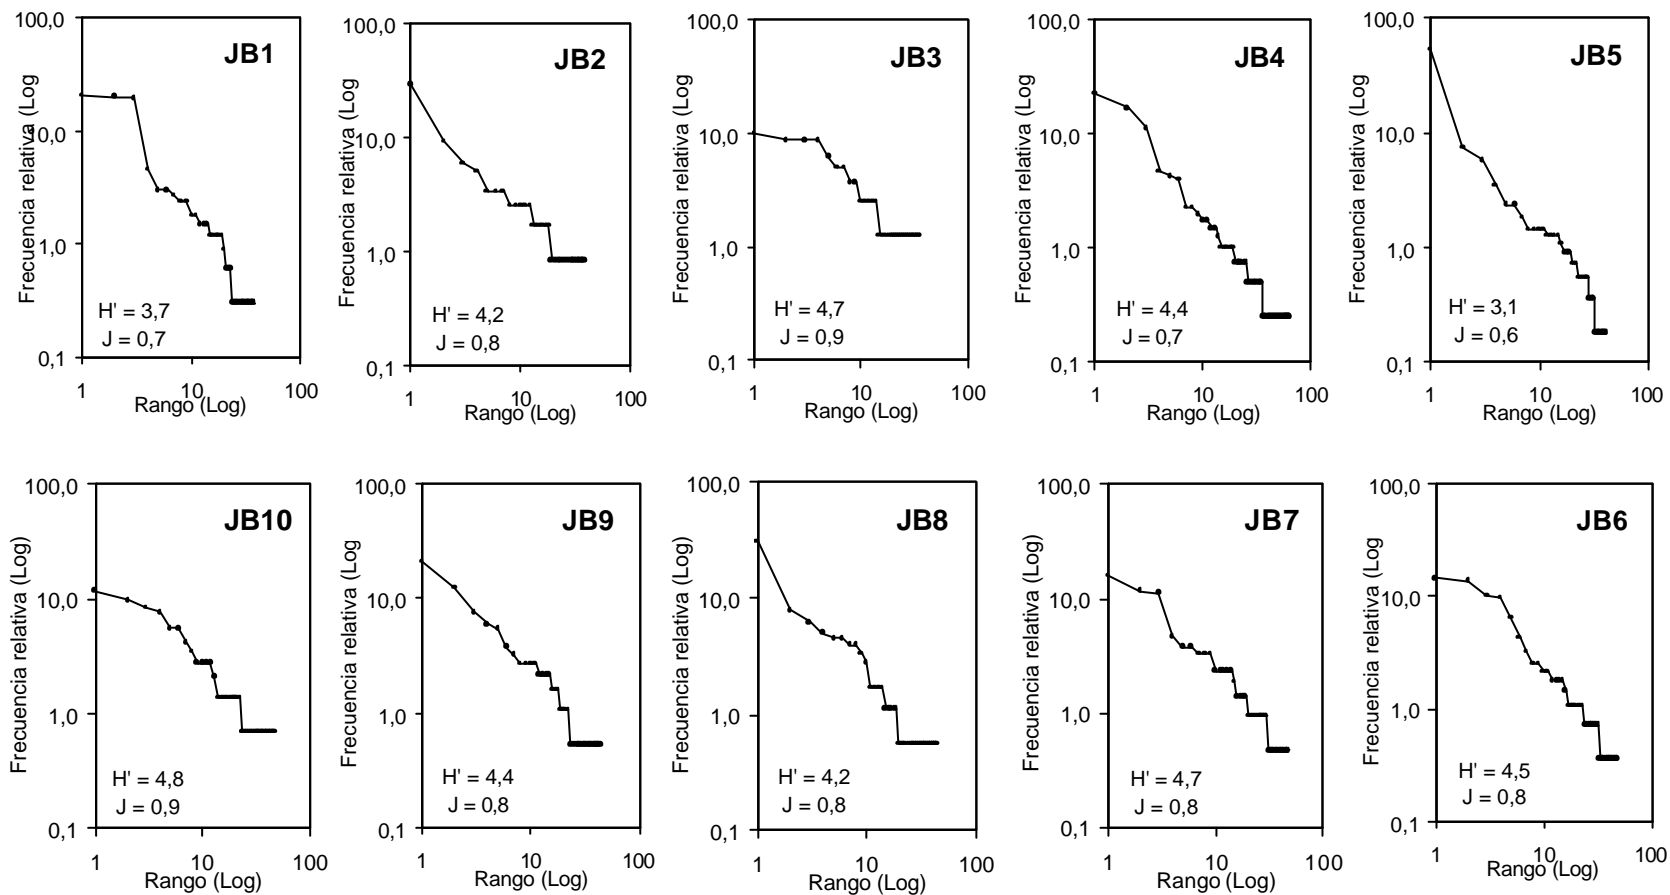 JB1
Frecuencia relativa (Log
100,0
10,0
1,0
0,1
H' = 3,7
J = 0,7
1 10 100
Rango (Log)
JB2
Frecuencia relativa (Log
100,0
10,0
1,0
0,1
H' = 4,2
J = 0,8
1 10 100
Rango (Log)
JB3
Frecuencia relativa (Log
100,0
10,0
1,0
0,1
H' = 4,7
J = 0,9
1 10 100
Rango (Log)
JB4
Frecuencia relativa (Log
100,0
10,0
1,0
0,1
H' = 4,4
J = 0,7
1 10 100
Rango (Log)
JB5
Frecuencia relativa (Log
100,0
10,0
1,0
0,1
H' = 3,1
J = 0,6
1 10 100
Rango (Log)
JB10
Frecuencia relativa (Log)
100,0
10,0
1,0
0,1
H' = 4,8
J = 0,9
1 10 100
Rango (Log)
JB9
Frecuencia relativa (Log
100,0
10,0
1,0
0,1
H' = 4,4
J = 0,8
1 10 100
Rango (Log)
JB8
Frecuencia relativa (Log)
100,0
10,0
1,0
0,1
H' = 4,2
J = 0,8
1 10 100
Rango (Log)
JB7
Frecuencia relativa (Log)
100,0
10,0
1,0
0,1
H' = 4,7
J = 0,8
1 10 100
Rango (Log)
JB6
Frecuencia relativa (Log
100,0
10,0
1,0
0,1
H' = 4,5
J = 0,8
1 10 100
Rango (Log)